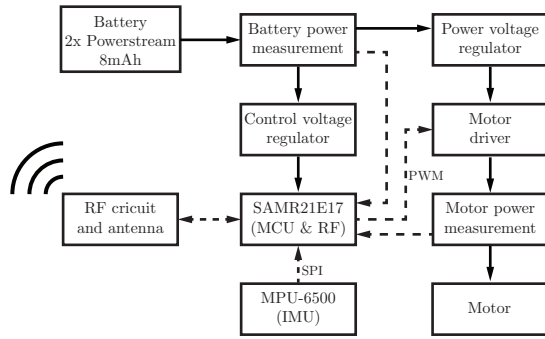 Battery
2x Powerstream
8mAh
Battery power
measurement
Power voltage
regulator
Control voltage
regulator
Motor
driver
PWM
RF cricuit
and antenna
SAMR21E17
(MCU & RF)
Motor power
measurement
SPI
MPU-6500
(IMU)
Motor